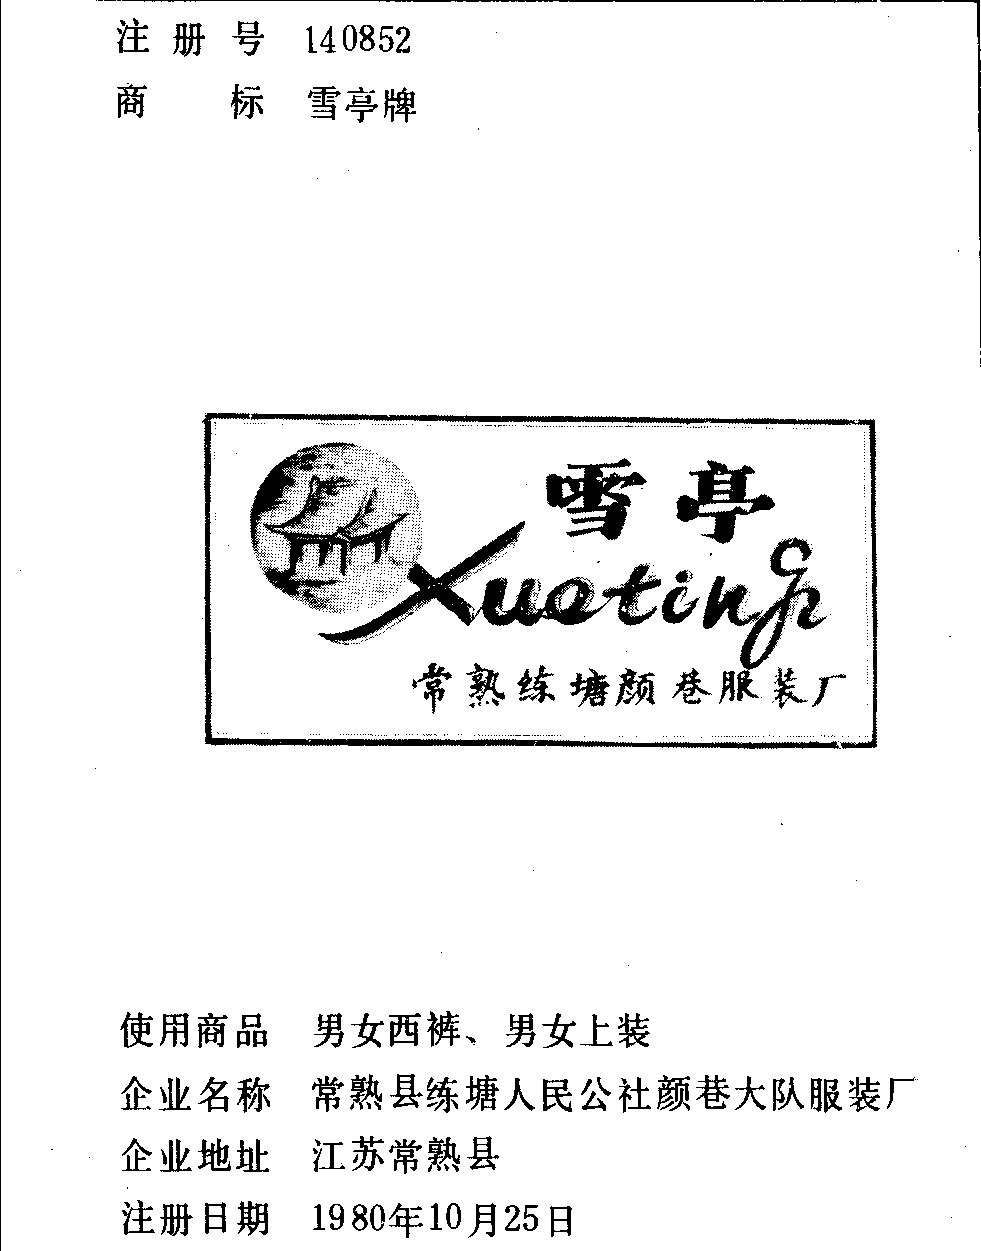 注册号 140852
商标 雪亭牌
雪亭
Xueting
常熟练塘颜巷服装厂
使用商品 男女西裤、男女上装
企业名称 常熟县练塘人民公社颜巷大队服装厂
企业地址 江苏常熟县
注册日期 1980年10月25日